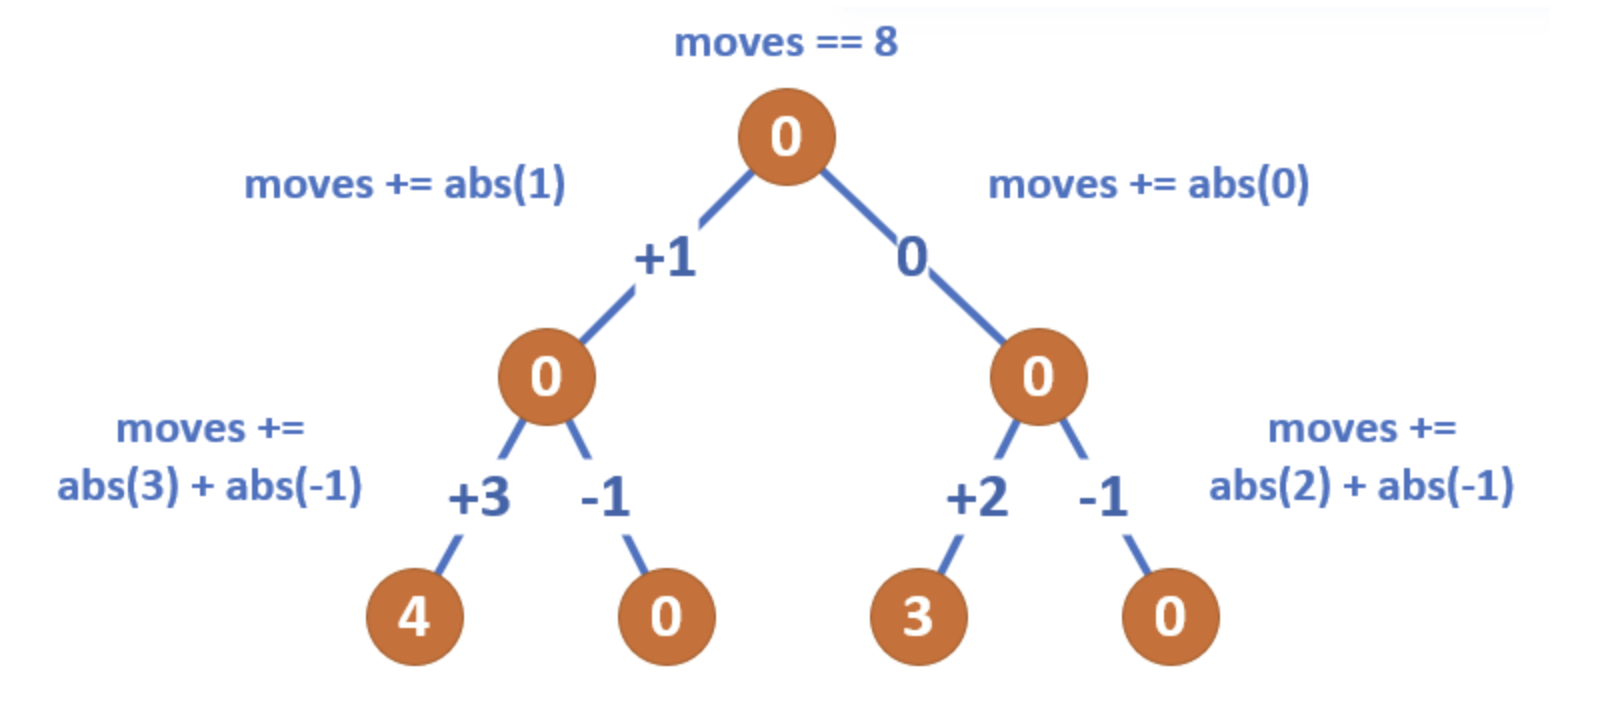 moves == 8
0
moves += abs(1)
moves += abs(0)
+1
0
0
0
moves +=
abs(3) + abs(-1)
moves +=
abs(2) + abs(-1)
+3
-1
+2
-1
4
0
3
0